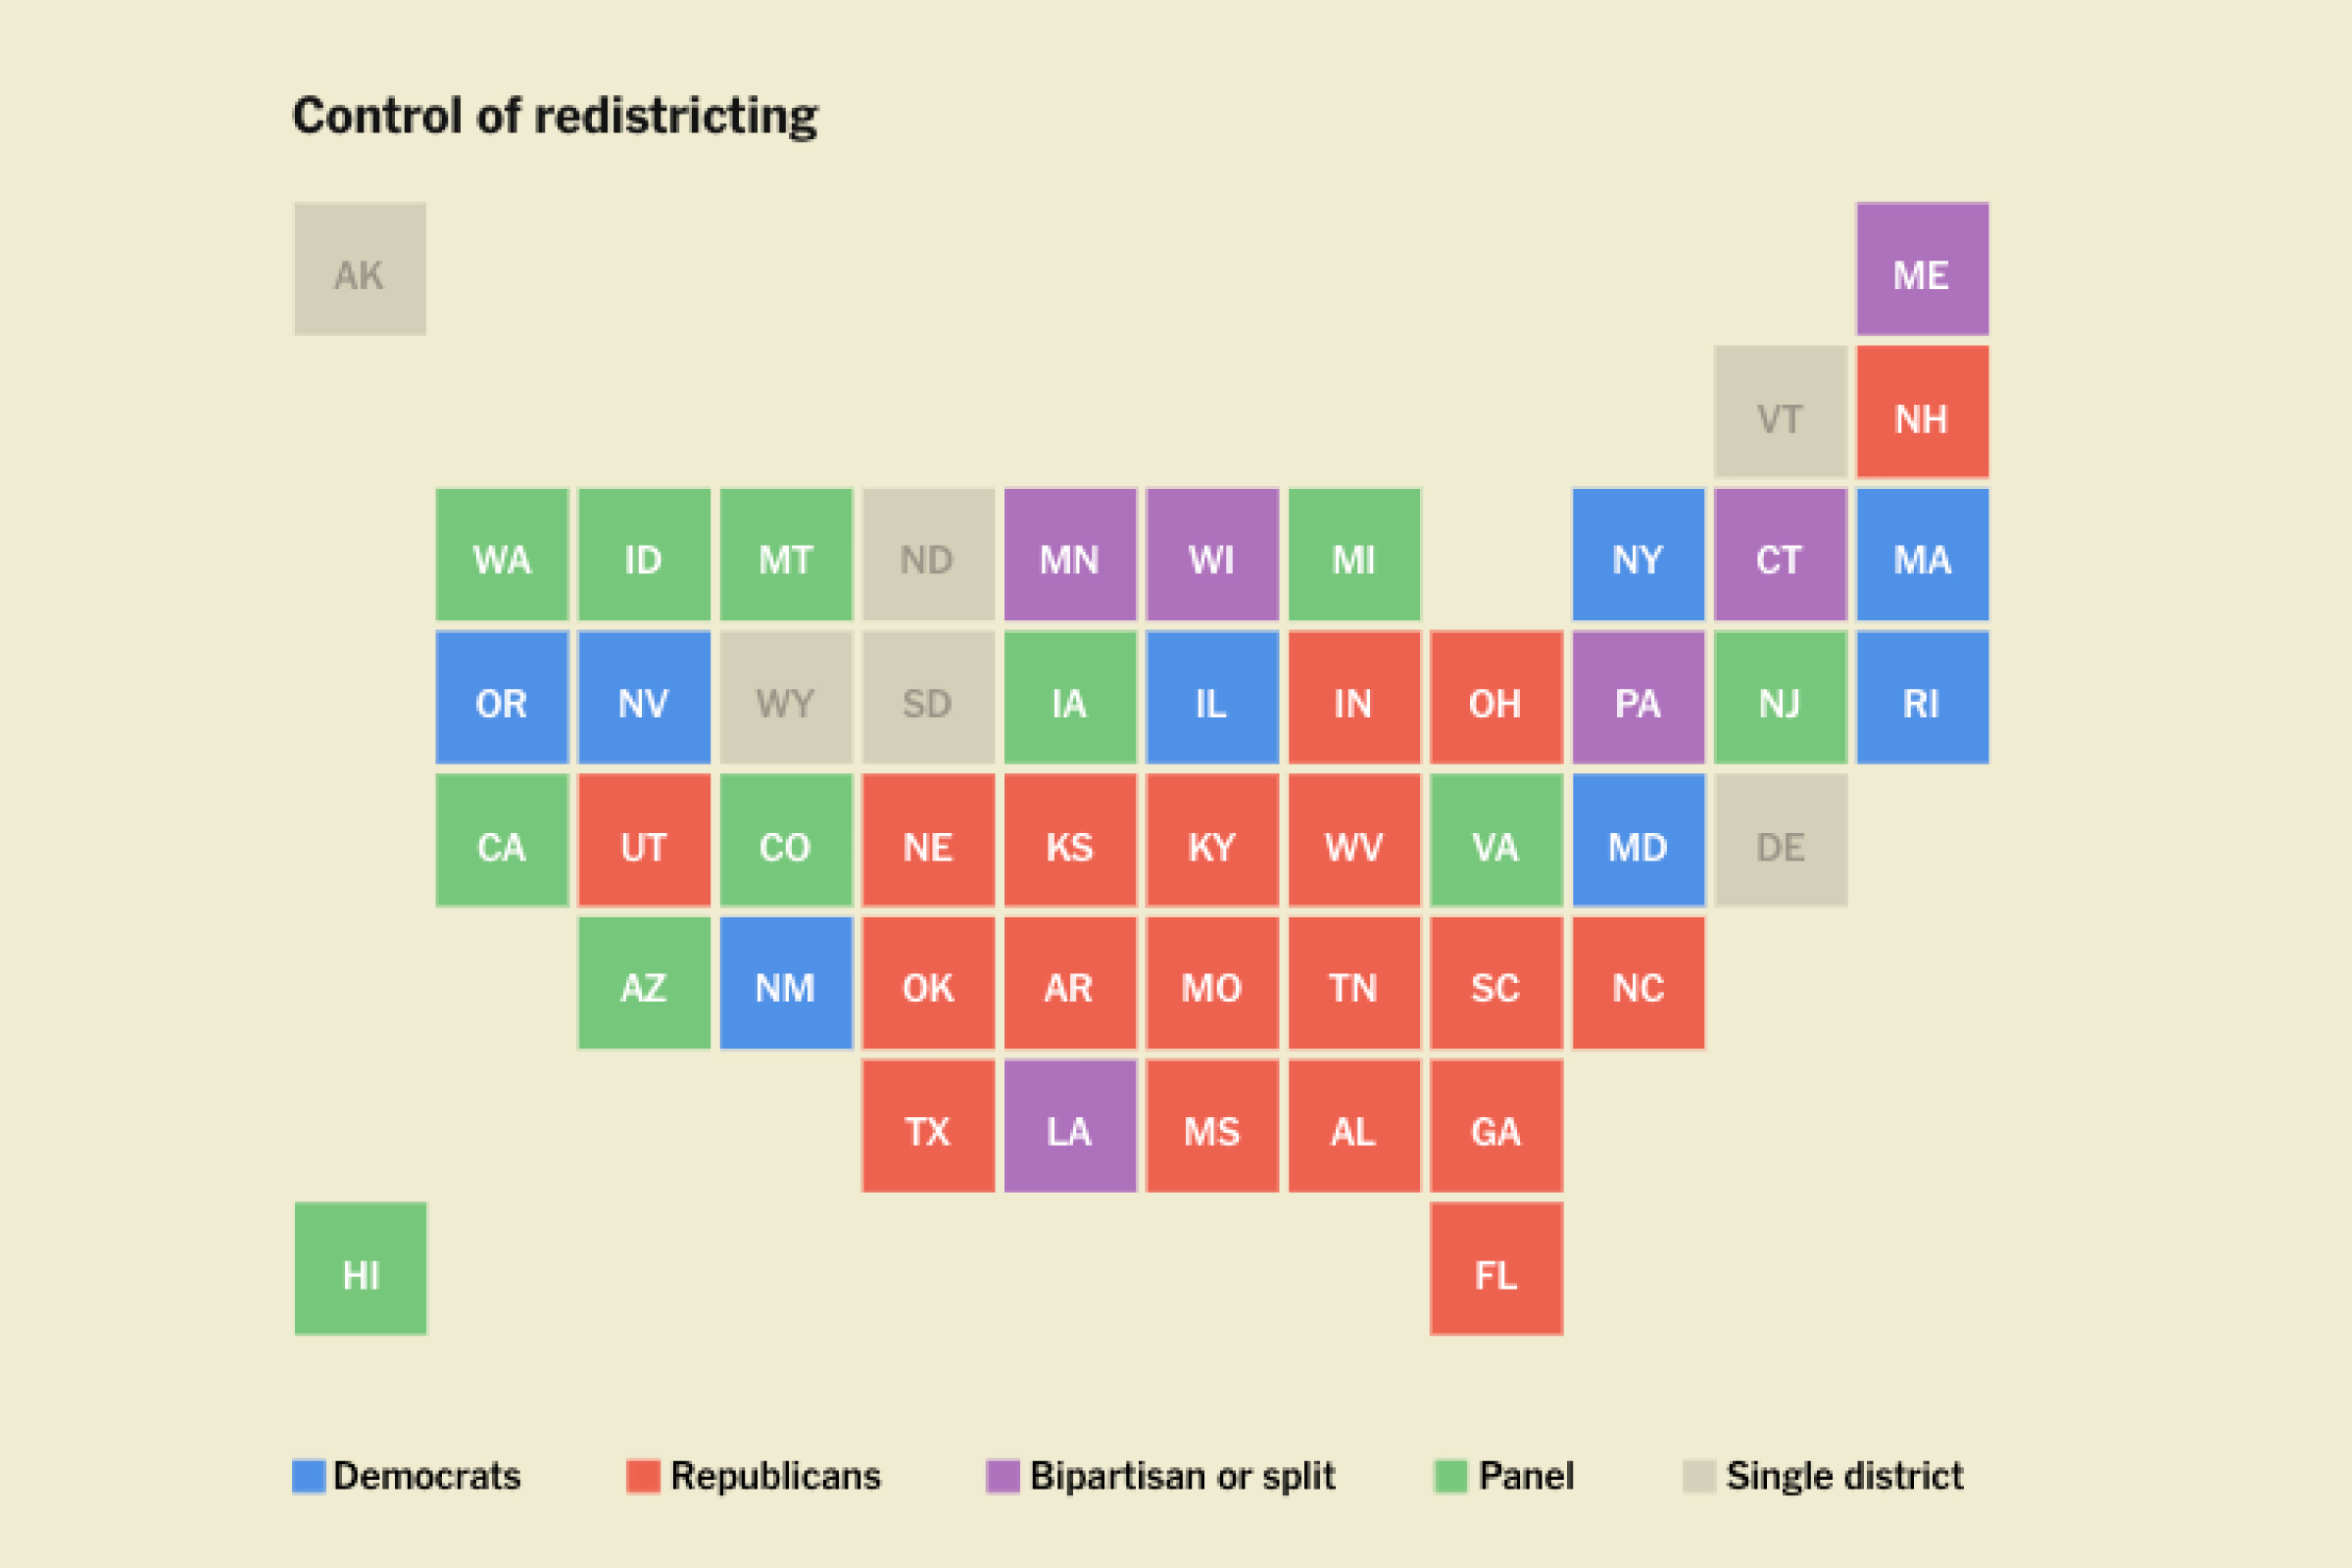 Control of redistricting
AK ME
VT NH
WA ID MT ND MN WI MI NY CT MA
OR NV WY SD IA IL IN OH PA NJ RI
CA UT CO NE KS KY WV VA MD DE
AZ NM OK AR MO TN SC NC
TX LA MS AL GA
HI FL
Democrats Republicans Bipartisan or split Panel Single district